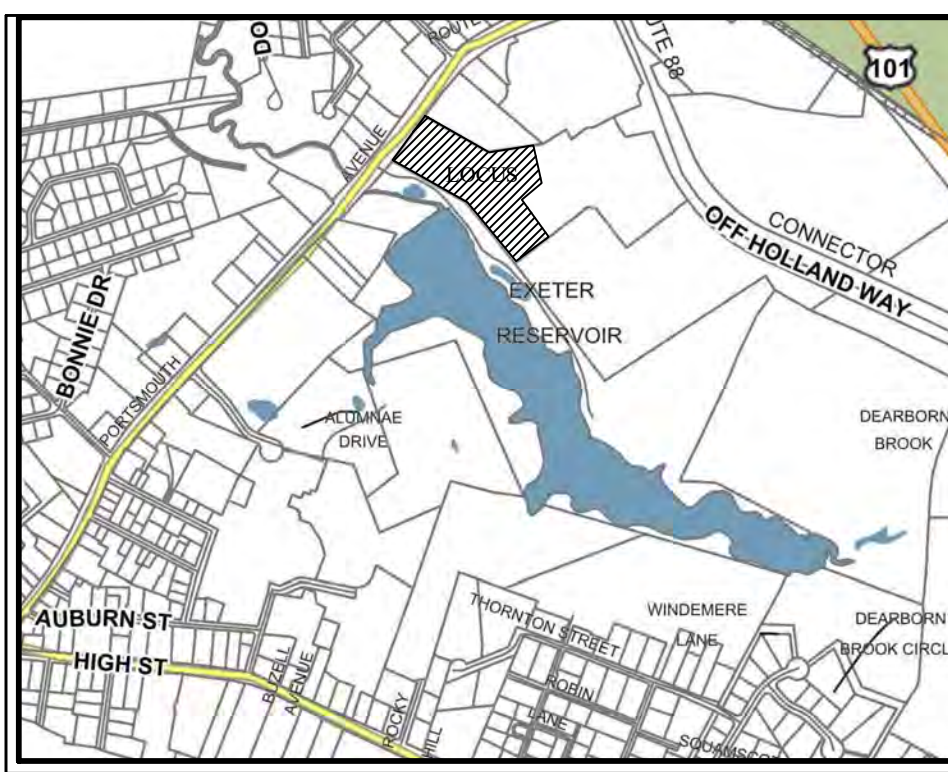 DO
ROUTE
UTE 88
101
AVENUE
LOCUS
CONNECTOR
OFF HOLLAND WAY
EXETER
RESERVOIR
BONNIE DR
PORTSMOUTH
ALUMNAE
DRIVE
DEARBORN
BROOK
AUBURN ST
HIGH ST
THORNTON STREET
WINDEMERE
LANE
DEARBORN
BROOK CIRCL
BUZELL
AVENUE
ROBIN
LANE
ROCKY
HILL
SQUAMSCOT